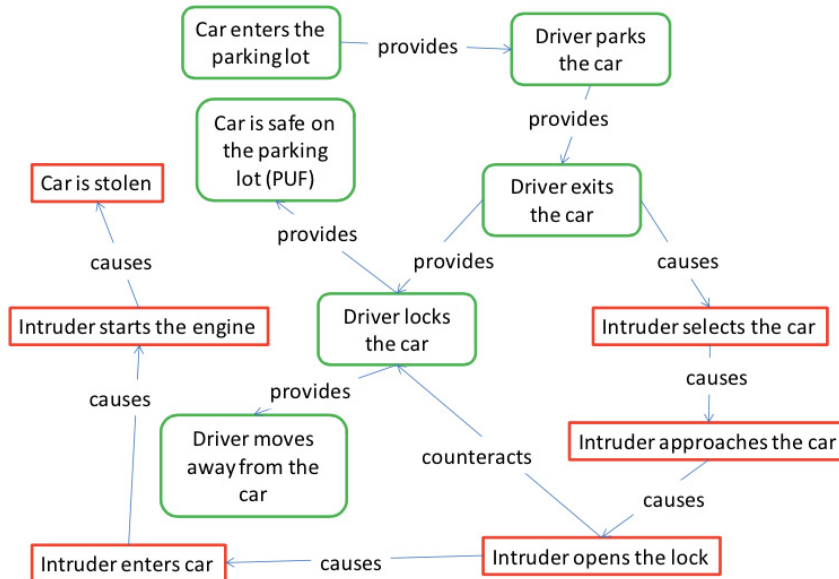 Car enters the
parking lot
provides
Driver parks
the car
provides
Car is safe on
the parking
lot (PUF)
Car is stolen
Driver exits
the car
provides
provides
causes
causes
Intruder starts the engine
Driver locks
the car
Intruder selects the car
causes
provides
causes
Driver moves
away from the
car
counteracts
Intruder approaches the car
causes
Intruder enters car
causes
Intruder opens the lock